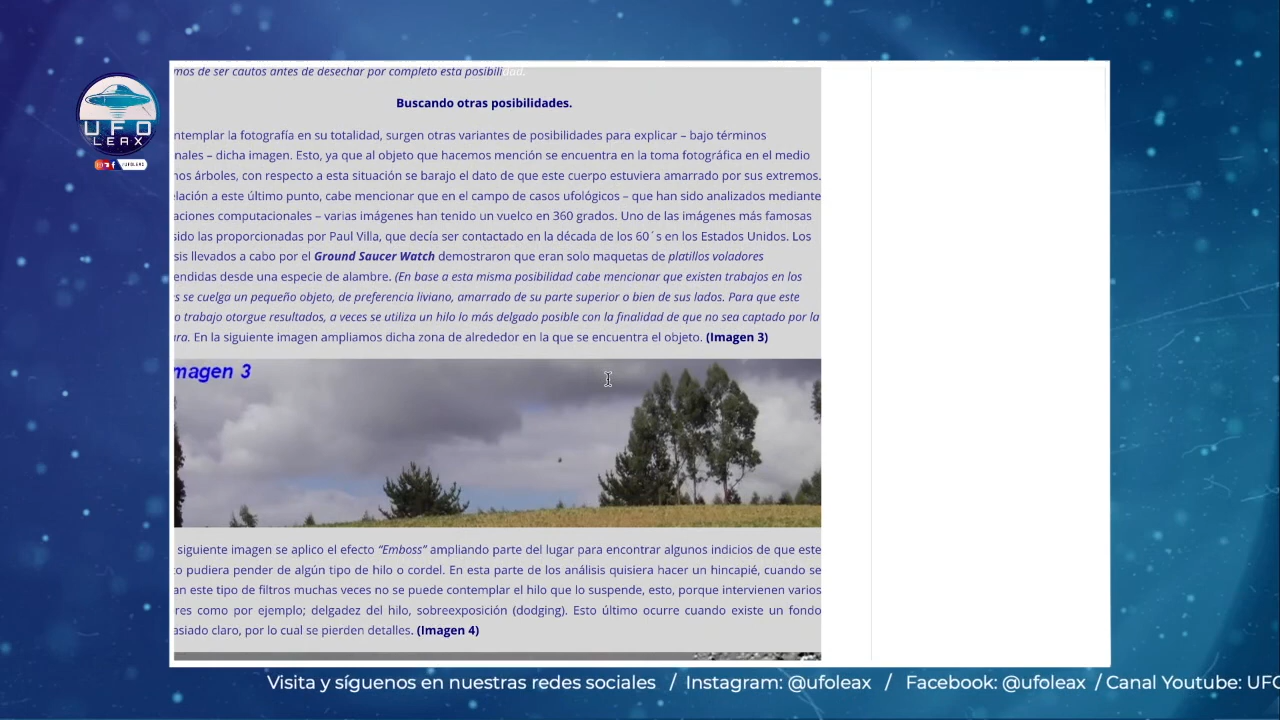 mos de ser cautos antes de desechar por completo esta posibilidad.
Buscando otras posibilidades.
ntemplar la fotografía en su totalidad, surgen otras variantes de posibilidades para explicar – bajo términos
nales – dicha imagen. Esto, ya que al objeto que hacemos mención se encuentra en la toma fotográfica en el medio
nos árboles, con respecto a esta situación se barajo el dato de que este cuerpo estuviera amarrado por sus extremos.
elación a este último punto, cabe mencionar que en el campo de casos ufológicos – que han sido analizados mediante
aciones computacionales – varias imágenes han tenido un vuelco en 360 grados. Uno de las imágenes más famosas
sido las proporcionadas por Paul Villa, que decía ser contactado en la década de los 60´s en los Estados Unidos. Los
sis llevados a cabo por el Ground Saucer Watch demostraron que eran solo maquetas de platillos voladores
endidas desde una especie de alambre. (En base a esta misma posibilidad cabe mencionar que existen trabajos en los
s se cuelga un pequeño objeto, de preferencia liviano, amarrado de su parte superior o bien de sus lados. Para que este
o trabajo otorgue resultados, a veces se utiliza un hilo lo más delgado posible con la finalidad de que no sea captado por la
ara. En la siguiente imagen ampliamos dicha zona de alrededor en la que se encuentra el objeto. (Imagen 3)
magen 3
siguiente imagen se aplico el efecto “Emboss” ampliando parte del lugar para encontrar algunos indicios de que este
o pudiera pender de algún tipo de hilo o cordel. En esta parte de los análisis quisiera hacer un hincapié, cuando se
an este tipo de filtros muchas veces no se puede contemplar el hilo que lo suspende, esto, porque intervienen varios
res como por ejemplo; delgadez del hilo, sobreexposición (dodging). Esto último ocurre cuando existe un fondo
asiado claro, por lo cual se pierden detalles. (Imagen 4)
UFO
LEAX
Visita y síguenos en nuestras redes sociales / Instagram: @ufoleax / Facebook: @ufoleax / Canal Youtube: UFO